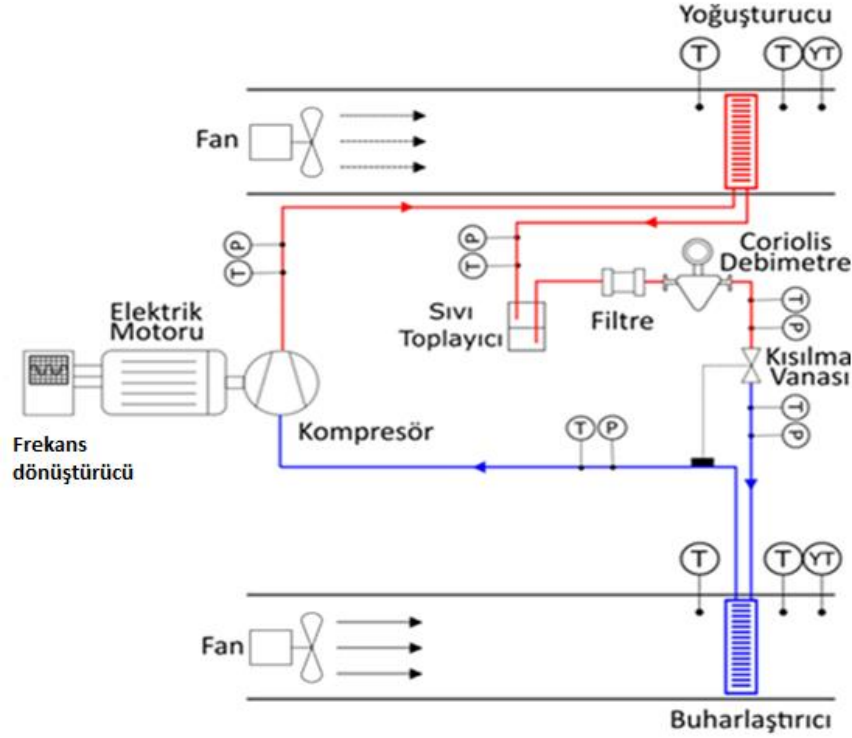 Yoğuşturucu
T
T
YT
Fan
P
T
P
T
Coriolis
Debimetre
Elektrik
Motoru
Sıvı
Toplayıcı
Filtre
T
P
Kısılma
Vanası
Kompresör
T
P
T
P
Frekans
dönüştürücü
T
T
YT
Fan
Buharlaştırıcı